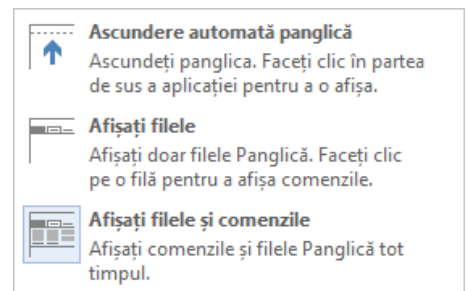 Ascundere automată panglică
Ascundeți panglica. Faceți clic în partea
de sus a aplicației pentru a o afișa.
Afișați filele
Afișați doar filele Panglică. Faceți clic
pe o filă pentru a afișa comenzile.
Afișați filele și comenzile
Afișați comenzile și filele Panglică tot
timpul.